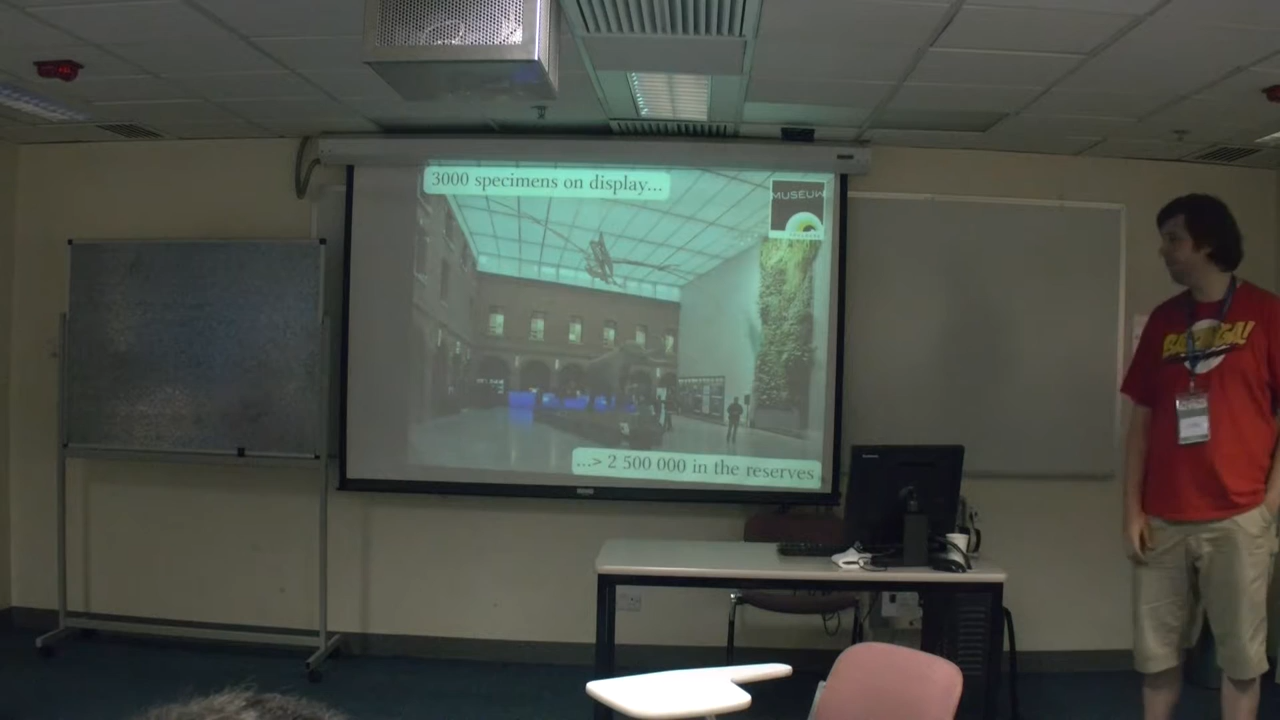 3000 specimens on display...
MUSEUM
...> 2 500 000 in the reserves
BAZINGA!